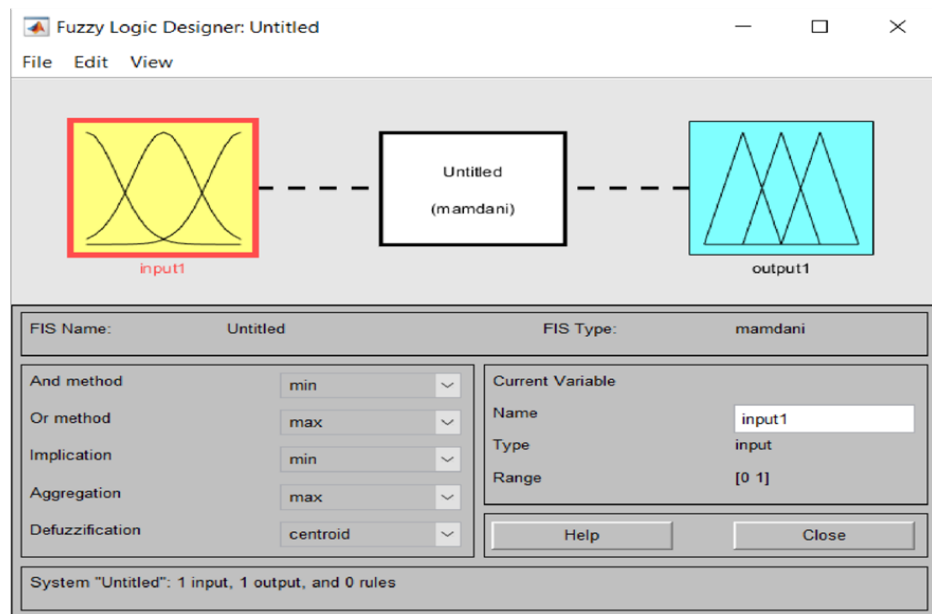 Fuzzy Logic Designer: Untitled
File Edit View
Untitled
(mamdani)
input1
output1
FIS Name: Untitled FIS Type: mamdani
And method min
Or method max
Implication min
Aggregation max
Defuzzification centroid
Current Variable
Name input1
Type input
Range [0 1]
Help Close
System "Untitled": 1 input, 1 output, and 0 rules